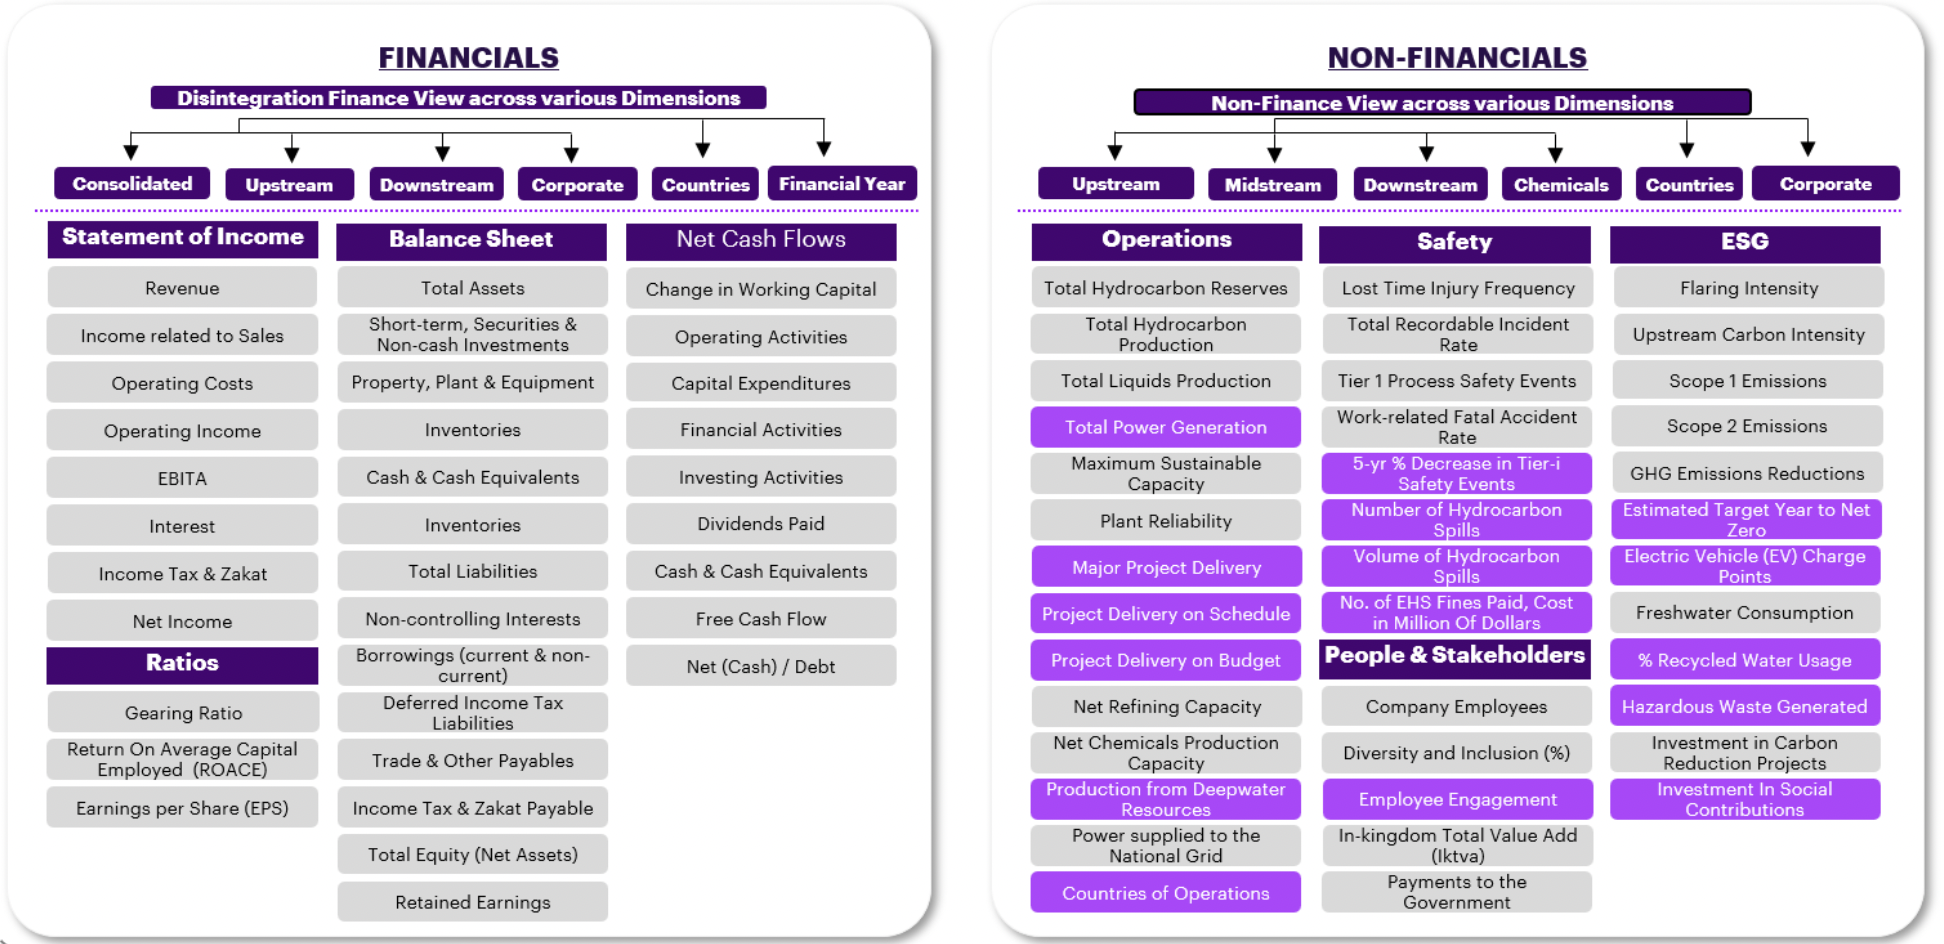 FINANCIALS
Disintegration Finance View across various Dimensions
Consolidated
Upstream
Downstream
Corporate
Countries
Financial Year
Statement of Income
Revenue
Income related to Sales
Operating Costs
Operating Income
EBITA
Interest
Income Tax & Zakat
Net Income
Ratios
Gearing Ratio
Return On Average Capital
Employed (ROACE)
Earnings per Share (EPS)
Balance Sheet
Total Assets
Short-term, Securities &
Non-cash Investments
Property, Plant & Equipment
Inventories
Cash & Cash Equivalents
Inventories
Total Liabilities
Non-controlling Interests
Borrowings (current & non-
current)
Deferred Income Tax
Liabilities
Trade & Other Payables
Income Tax & Zakat Payable
Total Equity (Net Assets)
Retained Earnings
Net Cash Flows
Change in Working Capital
Operating Activities
Capital Expenditures
Financial Activities
Investing Activities
Dividends Paid
Cash & Cash Equivalents
Free Cash Flow
Net (Cash) / Debt
NON-FINANCIALS
Non-Finance View across various Dimensions
Upstream
Midstream
Downstream
Chemicals
Countries
Corporate
Operations
Total Hydrocarbon Reserves
Total Hydrocarbon
Production
Total Liquids Production
Total Power Generation
Maximum Sustainable
Capacity
Plant Reliability
Major Project Delivery
Project Delivery on Schedule
Project Delivery on Budget
Net Refining Capacity
Net Chemicals Production
Capacity
Production from Deepwater
Resources
Power supplied to the
National Grid
Countries of Operations
Safety
Lost Time Injury Frequency
Total Recordable Incident
Rate
Tier 1 Process Safety Events
Work-related Fatal Accident
Rate
5-yr % Decrease in Tier-i
Safety Events
Number of Hydrocarbon
Spills
Volume of Hydrocarbon
Spills
No. of EHS Fines Paid, Cost
in Million Of Dollars
People & Stakeholders
Company Employees
Diversity and Inclusion (%)
Employee Engagement
In-kingdom Total Value Add
(Iktva)
Payments to the
Government
ESG
Flaring Intensity
Upstream Carbon Intensity
Scope 1 Emissions
Scope 2 Emissions
GHG Emissions Reductions
Estimated Target Year to Net
Zero
Electric Vehicle (EV) Charge
Points
Freshwater Consumption
% Recycled Water Usage
Hazardous Waste Generated
Investment in Carbon
Reduction Projects
Investment In Social
Contributions